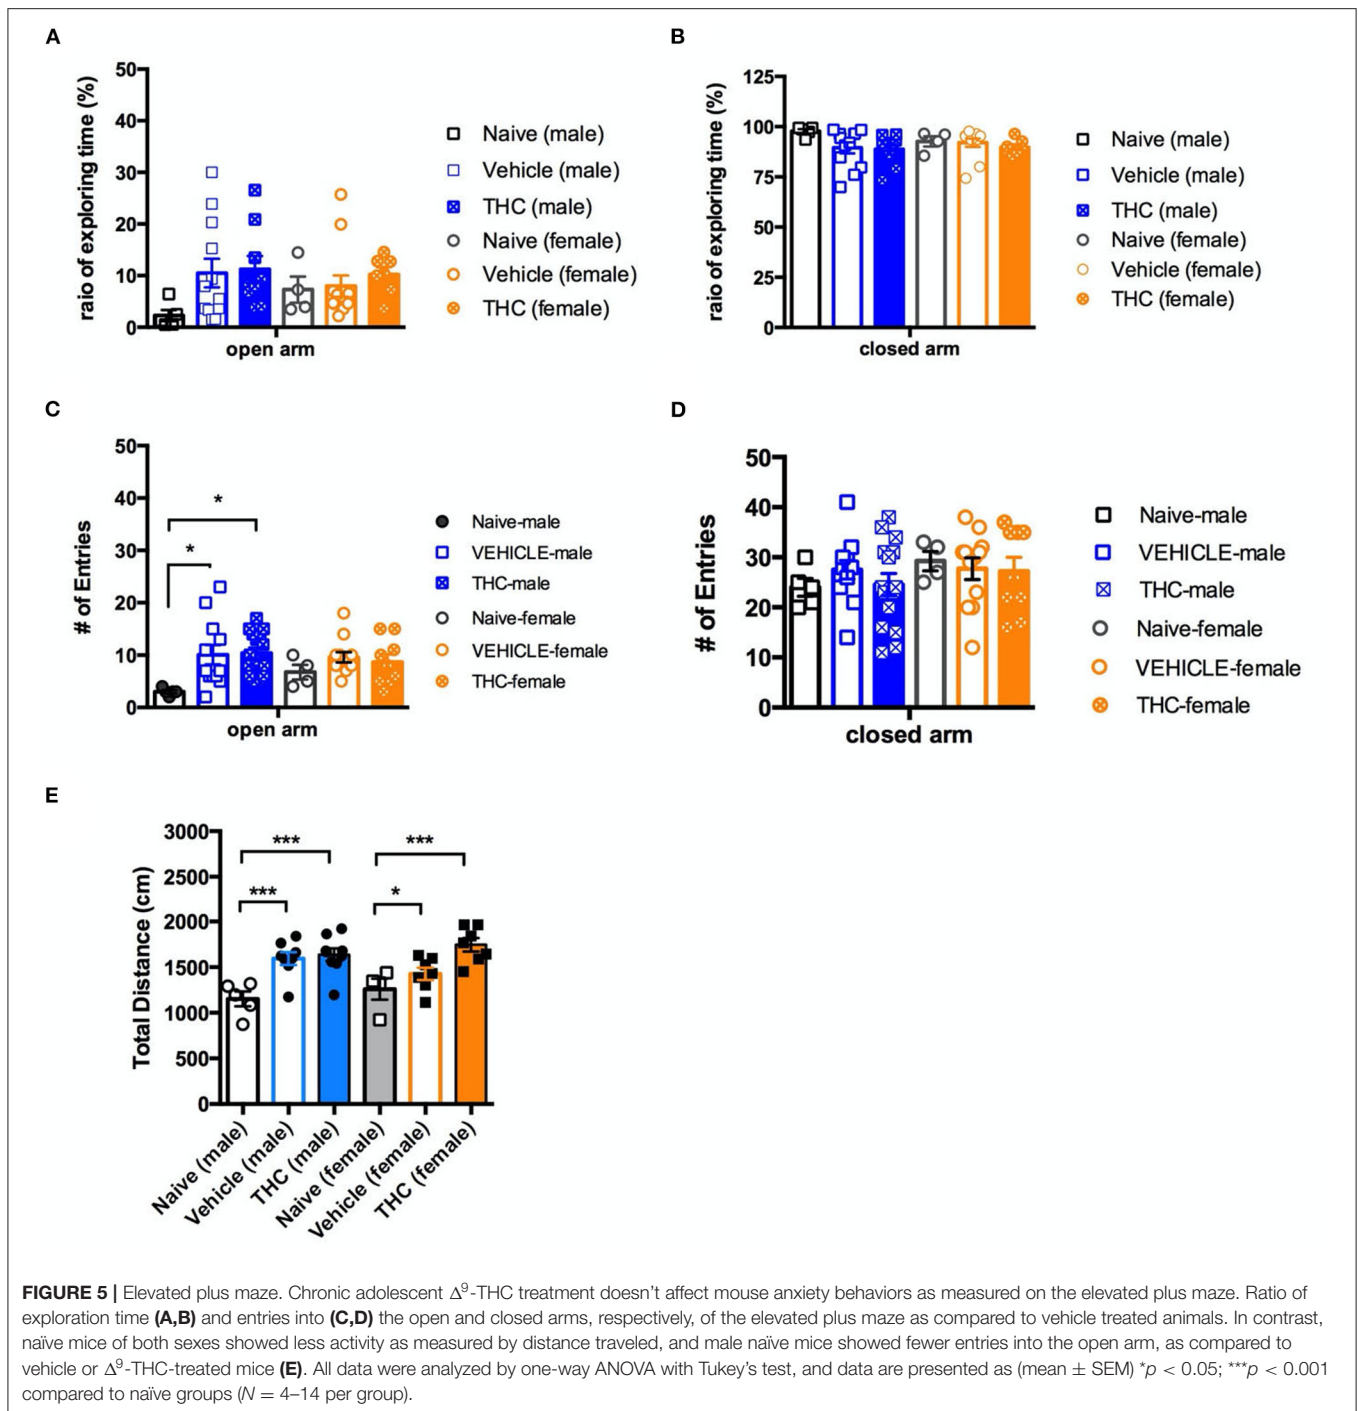 A
raio of exploring time (%)
50
40
30
20
10
0
open arm
Naive (male)
Vehicle (male)
THC (male)
Naive (female)
Vehicle (female)
THC (female)
B
raio of exploring time (%)
125
100
75
50
25
0
closed arm
Naive (male)
Vehicle (male)
THC (male)
Naive (female)
Vehicle (female)
THC (female)
C
# of Entries
50
40
30
20
10
0
*
*
open arm
Naive-male
VEHICLE-male
THC-male
Naive-female
VEHICLE-female
THC-female
D
# of Entries
50
40
30
20
10
0
closed arm
Naive-male
VEHICLE-male
THC-male
Naive-female
VEHICLE-female
THC-female
E
Total Distance (cm)
3000
2500
2000
1500
1000
500
0
***
***
***
*
Naive (male)
Vehicle (male)
THC (male)
Naive (female)
Vehicle (female)
THC (female)
FIGURE 5 | Elevated plus maze. Chronic adolescent Δ⁹-THC treatment doesn't affect mouse anxiety behaviors as measured on the elevated plus maze. Ratio of
exploration time (A,B) and entries into (C,D) the open and closed arms, respectively, of the elevated plus maze as compared to vehicle treated animals. In contrast,
naïve mice of both sexes showed less activity as measured by distance traveled, and male naïve mice showed fewer entries into the open arm, as compared to
vehicle or Δ⁹-THC-treated mice (E). All data were analyzed by one-way ANOVA with Tukey's test, and data are presented as (mean ± SEM) *p < 0.05; ***p < 0.001
compared to naïve groups (N = 4–14 per group).